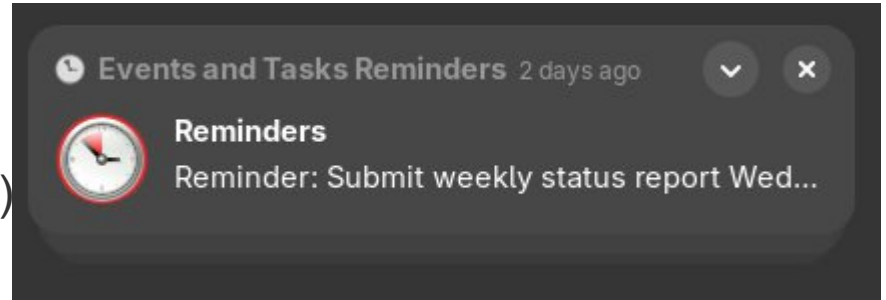 Events and Tasks Reminders 2 days ago
Reminders
Reminder: Submit weekly status report Wed...
)